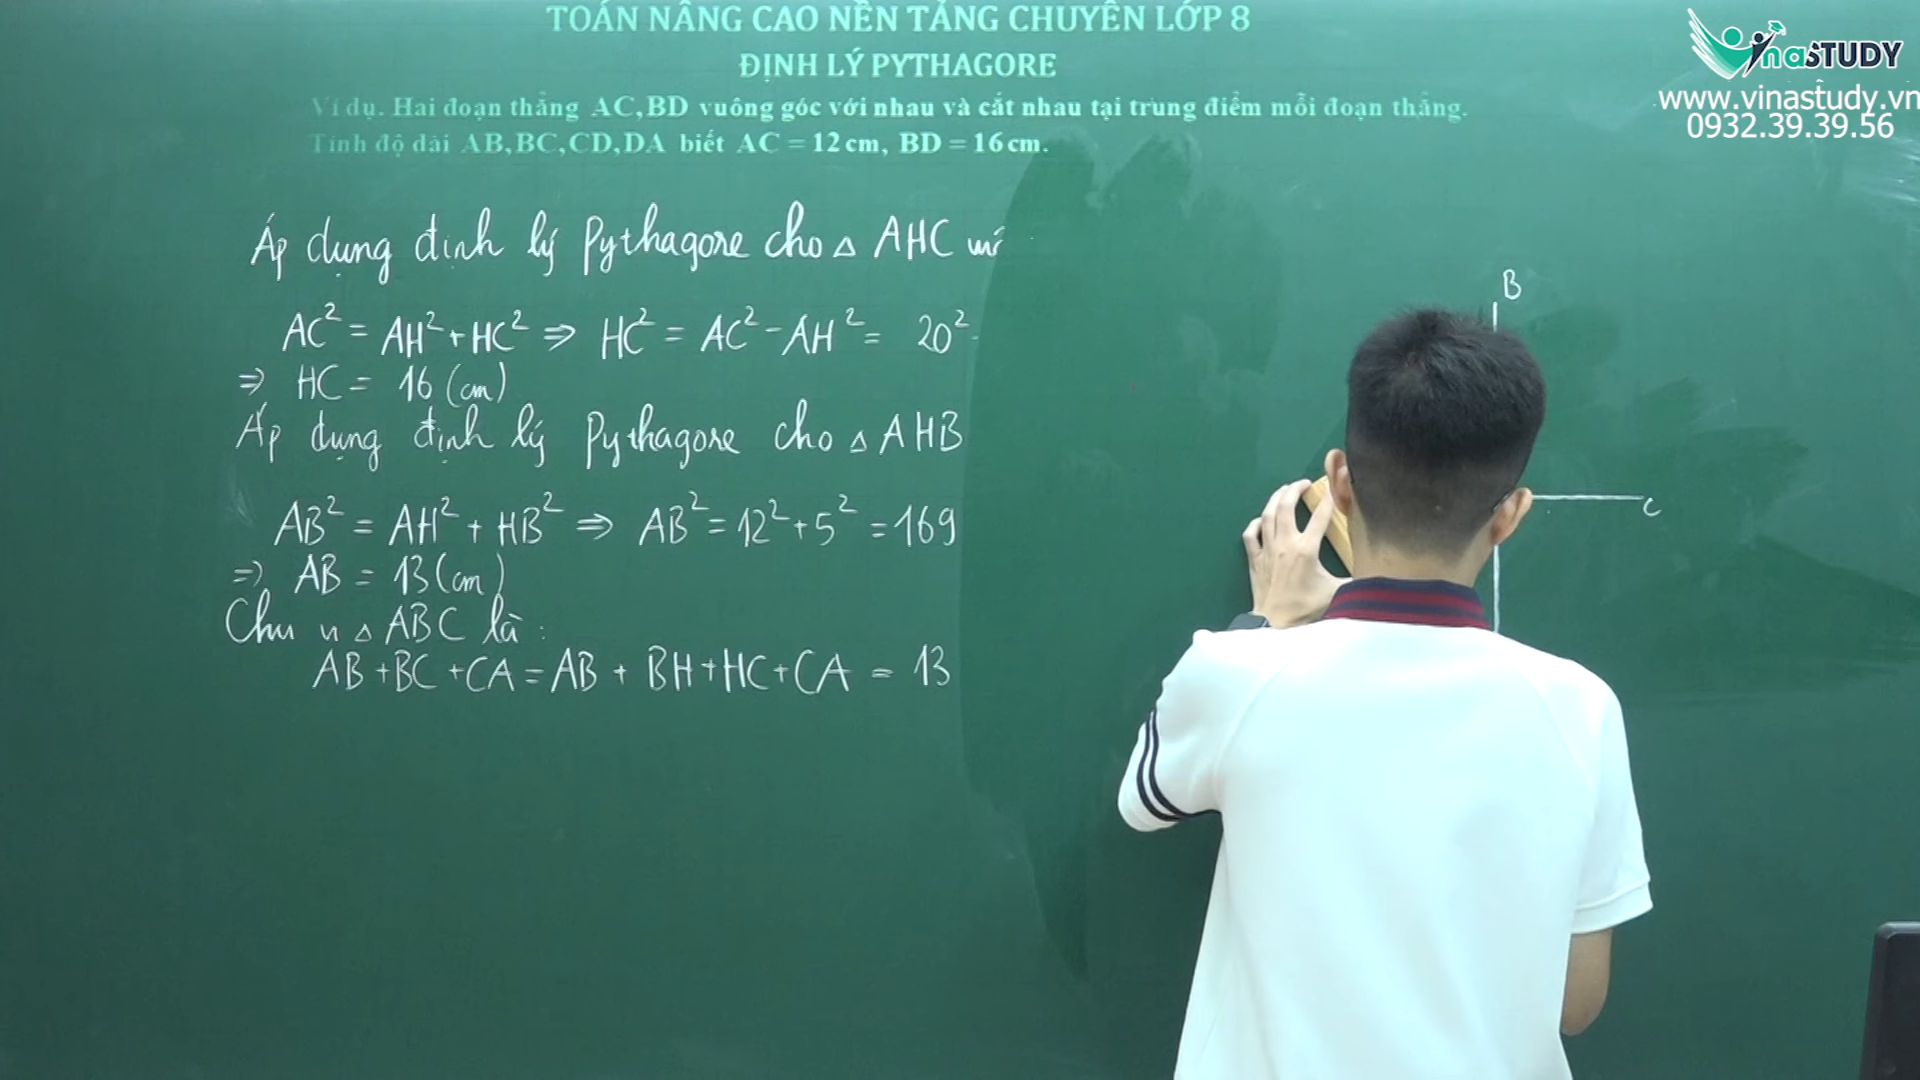 TOÁN NÂNG CAO NỀN TẢNG CHUYÊN LỚP 8
ĐỊNH LÝ PYTHAGORE
Ví dụ. Hai đoạn thẳng AC, BD vuông góc với nhau và cắt nhau tại trung điểm mỗi đoạn thẳng.
Tính độ dài AB, BC, CD, DA biết AC = 12 cm, BD = 16 cm.
VinaSTUDY
www.vinastudy.vn
0932.39.39.56
Áp dụng định lý Pythagore cho △ AHC
AC² = AH² + HC² ⇒ HC² = AC² - AH² = 20² -
⇒ HC = 16 (cm)
Áp dụng định lý Pythagore cho △ AHB
AB² = AH² + HB² ⇒ AB² = 12² + 5² = 169
⇒ AB = 13 (cm)
Chu △ ABC là :
AB + BC + CA = AB + BH + HC + CA = 13
B
C